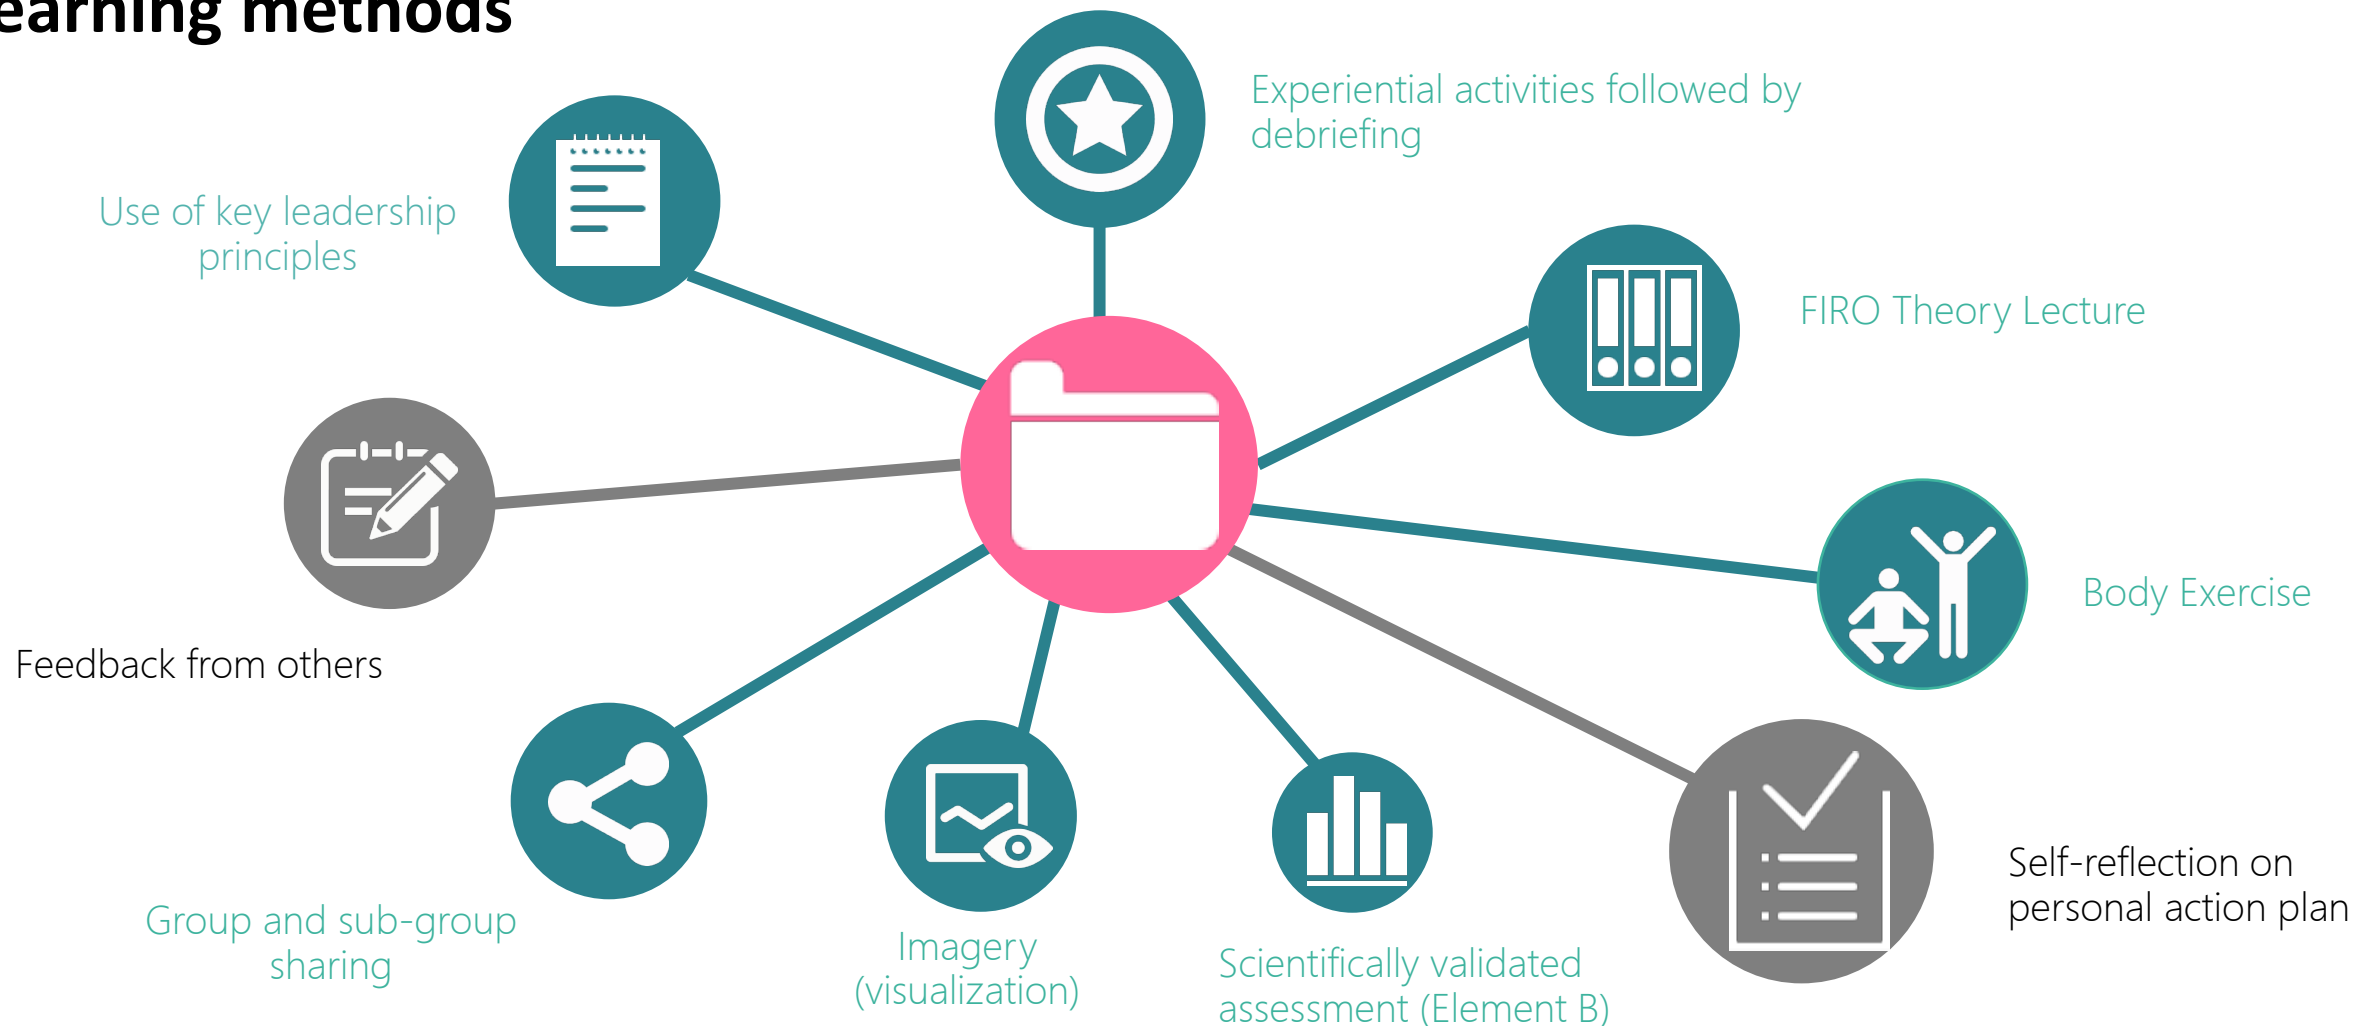 earning methods
Experiential activities followed by
debriefing
Use of key leadership
principles
FIRO Theory Lecture
Body Exercise
Feedback from others
Self-reflection on
personal action plan
Group and sub-group
sharing
Imagery
(visualization)
Scientifically validated
assessment (Element B)